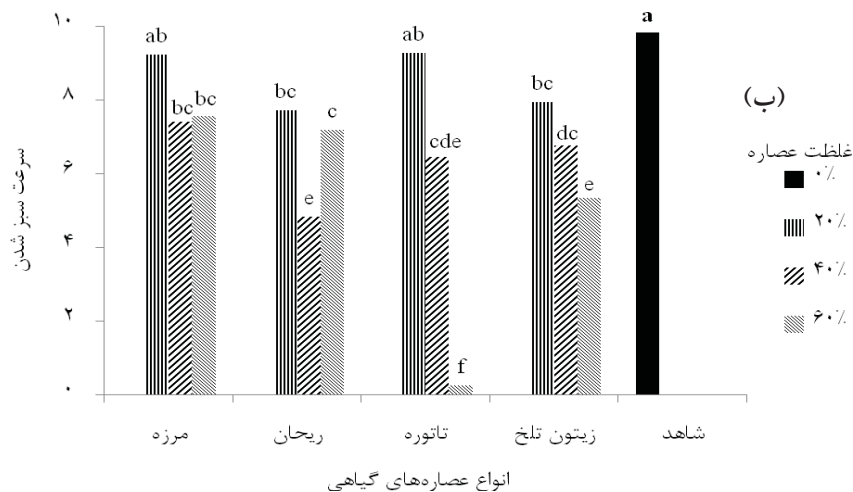 ۱۰
۸
۶
۴
۲
۰
سرعت سبز شدن
ab
bc
bc
bc
e
c
ab
cde
f
bc
dc
e
a
(ب)
غلظت عصاره
۰٪
۲۰٪
۴۰٪
۶۰٪
مرزه
ریحان
تاتوره
زیتون تلخ
شاهد
انواع عصاره‌های گیاهی